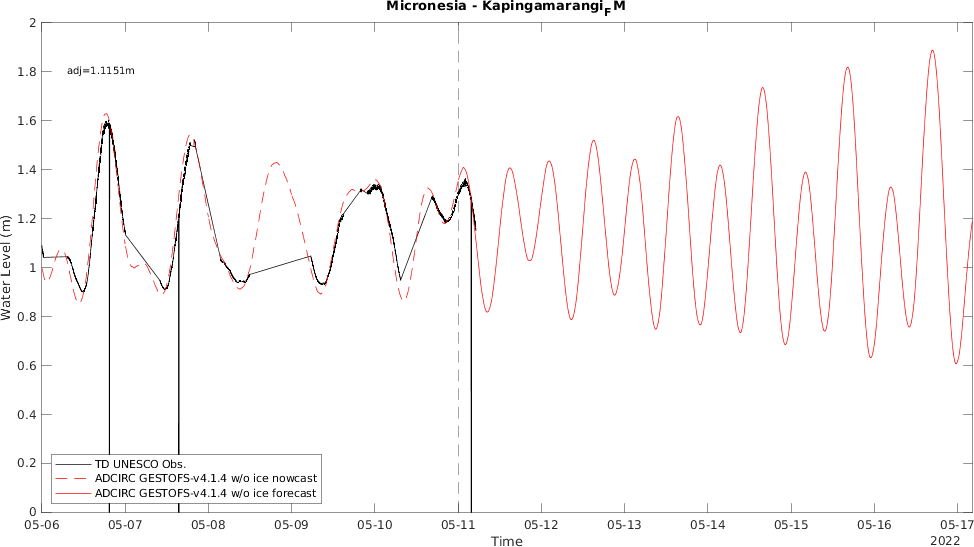 Micronesia - Kapingamarangi_FM
adj=1.1151m
2
1.8
1.6
1.4
1.2
1
0.8
0.6
0.4
0.2
0
Water Level (m)
TD UNESCO Obs.
ADCIRC GESTOFS-v4.1.4 w/o ice nowcast
ADCIRC GESTOFS-v4.1.4 w/o ice forecast
05-06 05-07 05-08 05-09 05-10 05-11 05-12 05-13 05-14 05-15 05-16 05-17
Time
2022